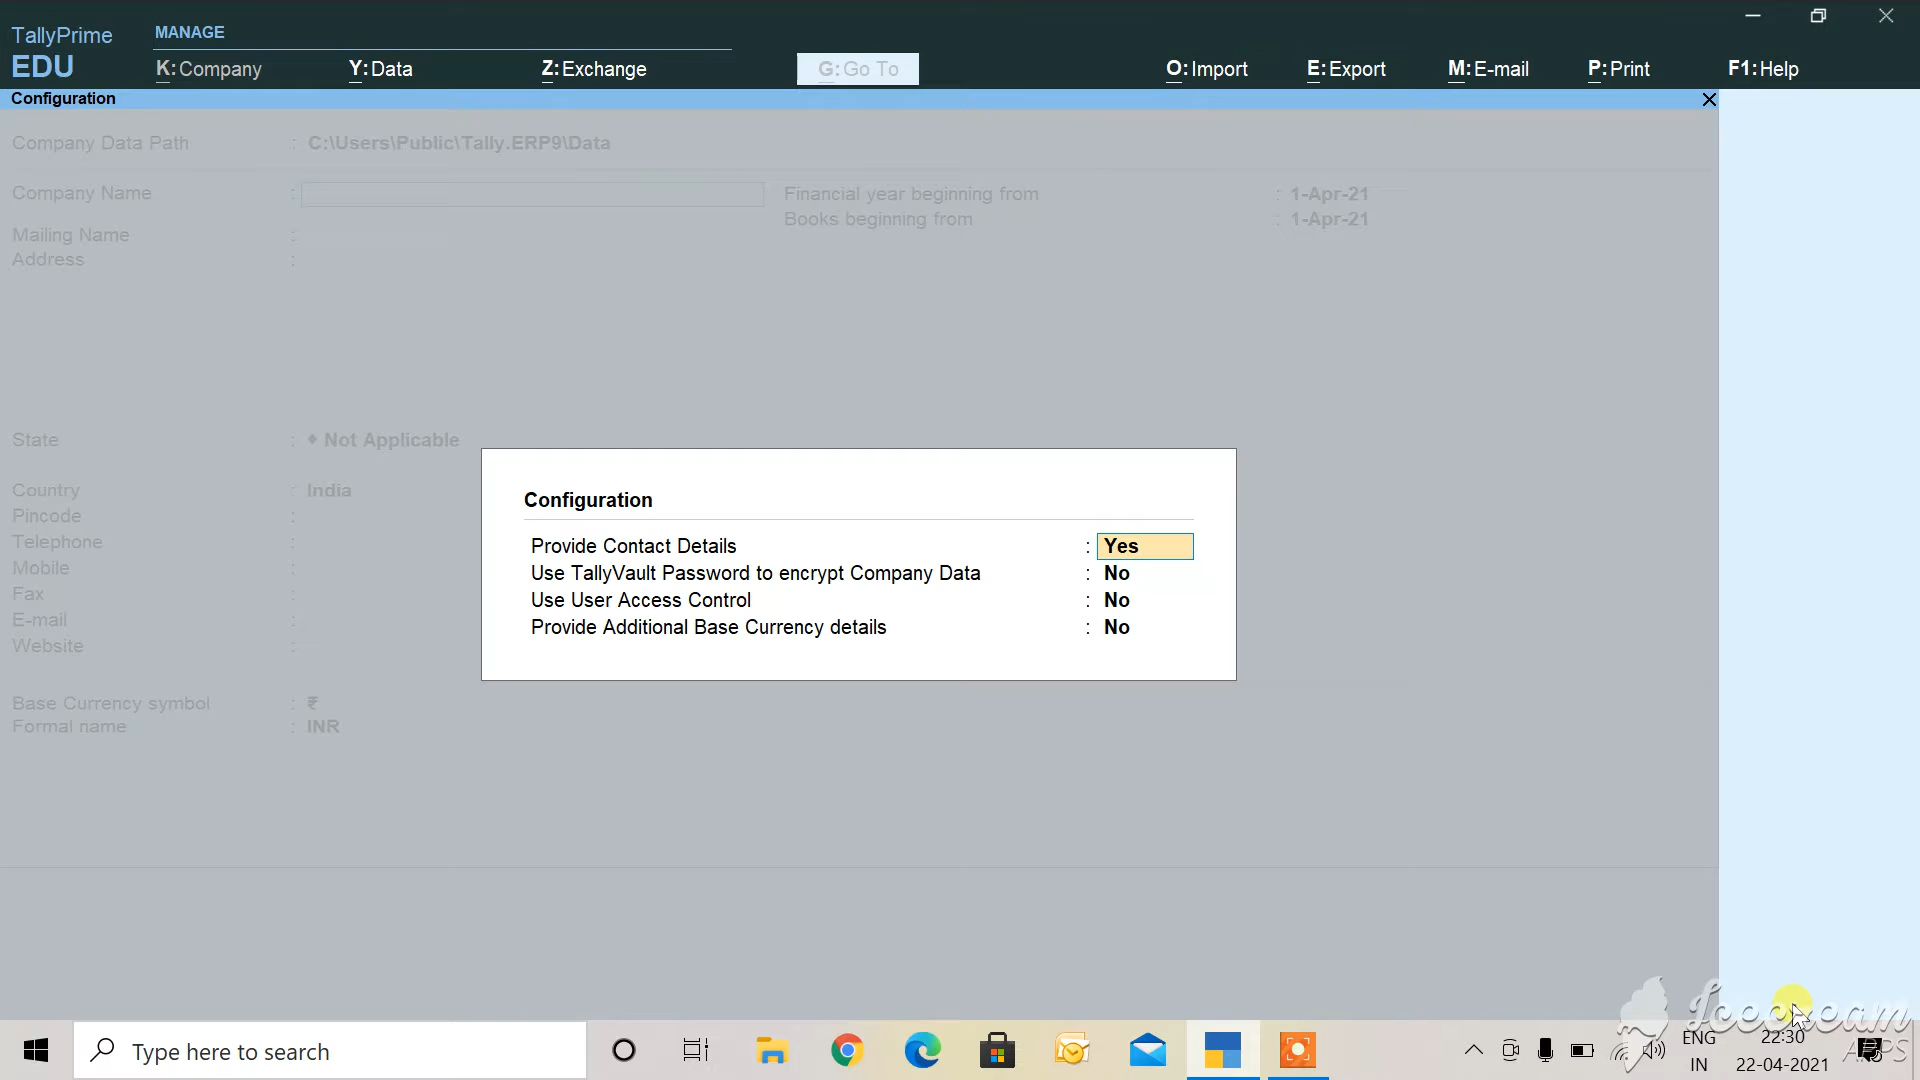 TallyPrime
EDU
MANAGE
K:Company
Y:Data
Z:Exchange
G:Go To
O:Import
E:Export
M:E-mail
P:Print
F1:Help
Configuration
Company Data Path : C:\Users\Public\Tally.ERP9\Data
Company Name :
Financial year beginning from : 1-Apr-21
Books beginning from : 1-Apr-21
Mailing Name :
Address :
State : ♦ Not Applicable
Country : India
Pincode :
Telephone :
Mobile :
Fax :
E-mail :
Website :
Base Currency symbol : ₹
Formal name : INR
Configuration
Provide Contact Details : Yes
Use TallyVault Password to encrypt Company Data : No
Use User Access Control : No
Provide Additional Base Currency details : No
Icecream
APPS
Type here to search
ENG
IN
22:30
22-04-2021